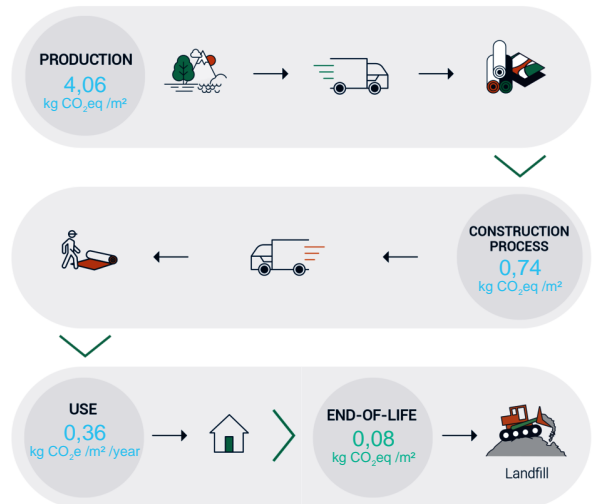 PRODUCTION
4,06
kg CO₂eq /m²
CONSTRUCTION
PROCESS
0,74
kg CO₂eq /m²
USE
0,36
kg CO₂e /m² /year
END-OF-LIFE
0,08
kg CO₂eq /m²
Landfill